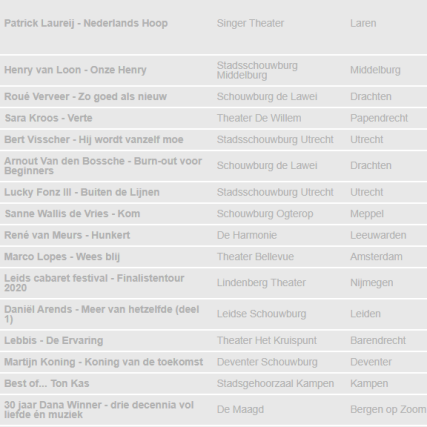 Patrick Laureij - Nederlands Hoop Singer Theater Laren
Henry van Loon - Onze Henry Stadsschouwburg Middelburg Middelburg
Roué Verveer - Zo goed als nieuw Schouwburg de Lawei Drachten
Sara Kroos - Verte Theater De Willem Papendrecht
Bert Visscher - Hij wordt vanzelf moe Stadsschouwburg Utrecht Utrecht
Arnout Van den Bossche - Burn-out voor Beginners Schouwburg de Lawei Drachten
Lucky Fonz III - Buiten de Lijnen Stadsschouwburg Utrecht Utrecht
Sanne Wallis de Vries - Kom Schouwburg Ogterop Meppel
René van Meurs - Hunkert De Harmonie Leeuwarden
Marco Lopes - Wees blij Theater Bellevue Amsterdam
Leids cabaret festival - Finalistentour 2020 Lindenberg Theater Nijmegen
Daniël Arends - Meer van hetzelfde (deel 1) Leidse Schouwburg Leiden
Lebbis - De Ervaring Theater Het Kruispunt Barendrecht
Martijn Koning - Koning van de toekomst Deventer Schouwburg Deventer
Best of... Ton Kas Stadsgehoorzaal Kampen Kampen
30 jaar Dana Winner - drie decennia vol liefde en muziek De Maagd Bergen op Zoom